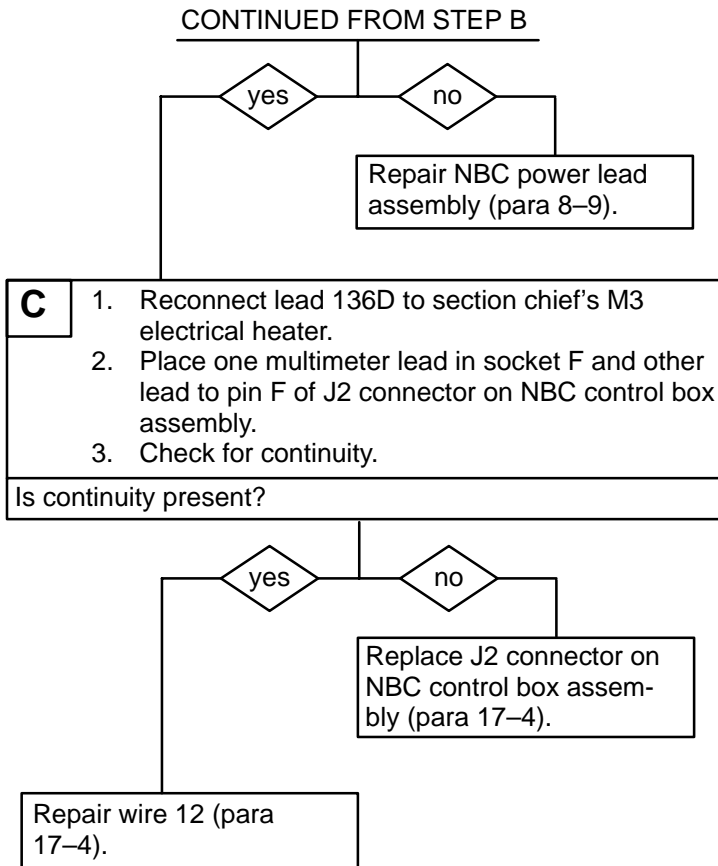 CONTINUED FROM STEP B
yes
no
Repair NBC power lead
assembly (para 8–9).
C
1. Reconnect lead 136D to section chief's M3
electrical heater.
2. Place one multimeter lead in socket F and other
lead to pin F of J2 connector on NBC control box
assembly.
3. Check for continuity.
Is continuity present?
yes
no
Replace J2 connector on
NBC control box assem-
bly (para 17–4).
Repair wire 12 (para
17–4).